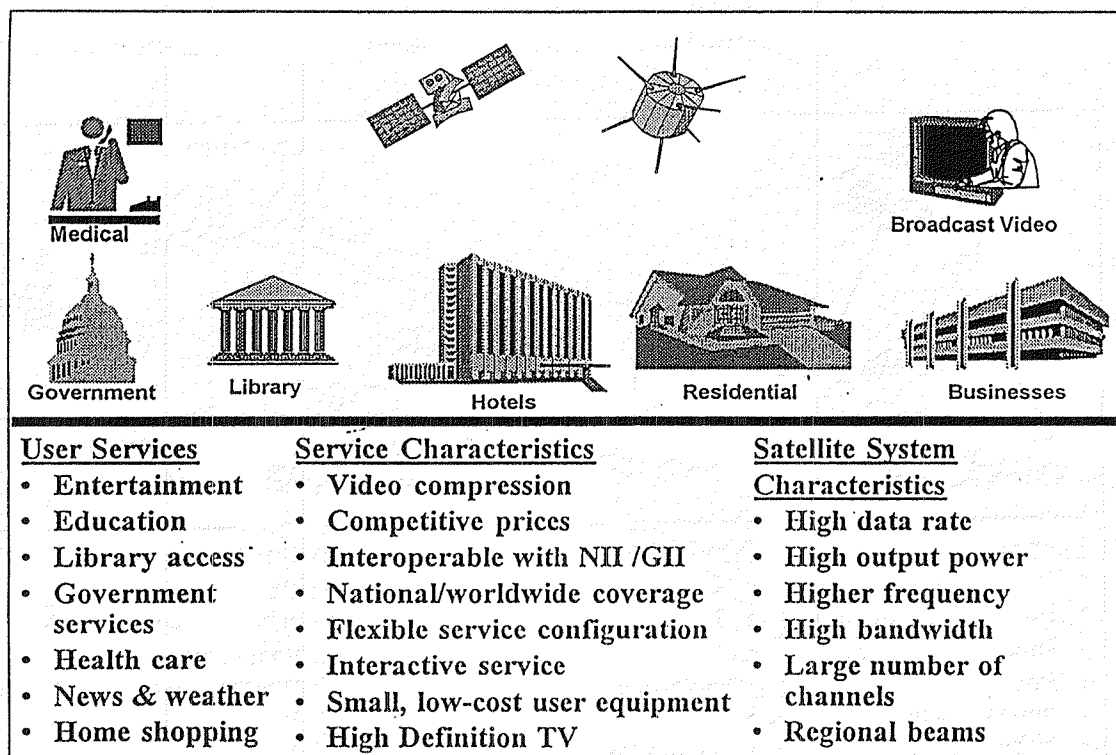 Medical
Broadcast Video
Government
Library
Hotels
Residential
Businesses
User Services
• Entertainment
• Education
• Library access
• Government
services
• Health care
• News & weather
• Home shopping
Service Characteristics
• Video compression
• Competitive prices
• Interoperable with NII /GII
• National/worldwide coverage
• Flexible service configuration
• Interactive service
• Small, low-cost user equipment
• High Definition TV
Satellite System
Characteristics
• High data rate
• High output power
• Higher frequency
• High bandwidth
• Large number of
channels
• Regional beams